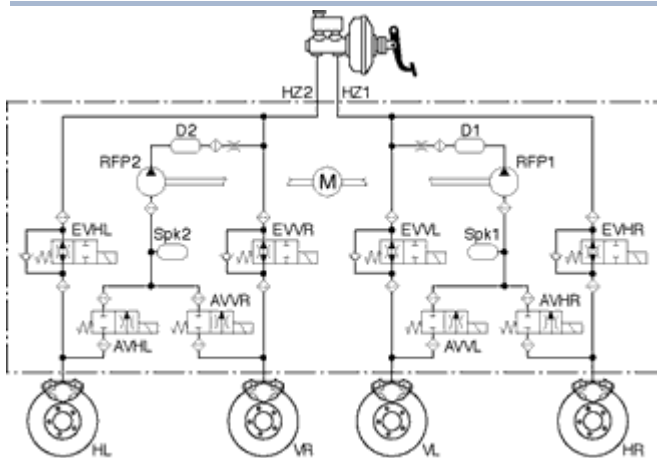 HZ2 HZ1
D2 D1
RFP2 M RFP1
EVHL Spk2 EVVR EVVL Spk1 EVHR
AVVR AVHR
AVHL AVVL
HL VR VL HR